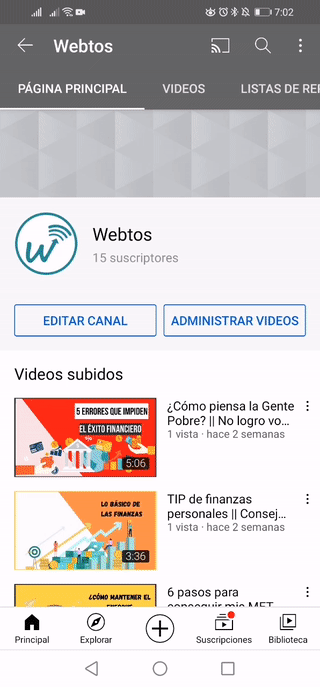 7:02
Webtos
PÁGINA PRINCIPAL VIDEOS LISTAS DE REP
W
Webtos
15 suscriptores
EDITAR CANAL ADMINISTRAR VIDEOS
Videos subidos
5 ERRORES QUE IMPIDEN
EL ÉXITO FINANCIERO
5:06
¿Cómo piensa la Gente
Pobre? || No logro vo...
1 vista · hace 2 semanas
LO BÁSICO DE
LAS FINANZAS
3:36
TIP de finanzas
personales || Consej...
1 vista · hace 2 semanas
¿CÓMO MANTENER EL
6 pasos para
conseguir mis MET
Principal Explorar Suscripciones Biblioteca